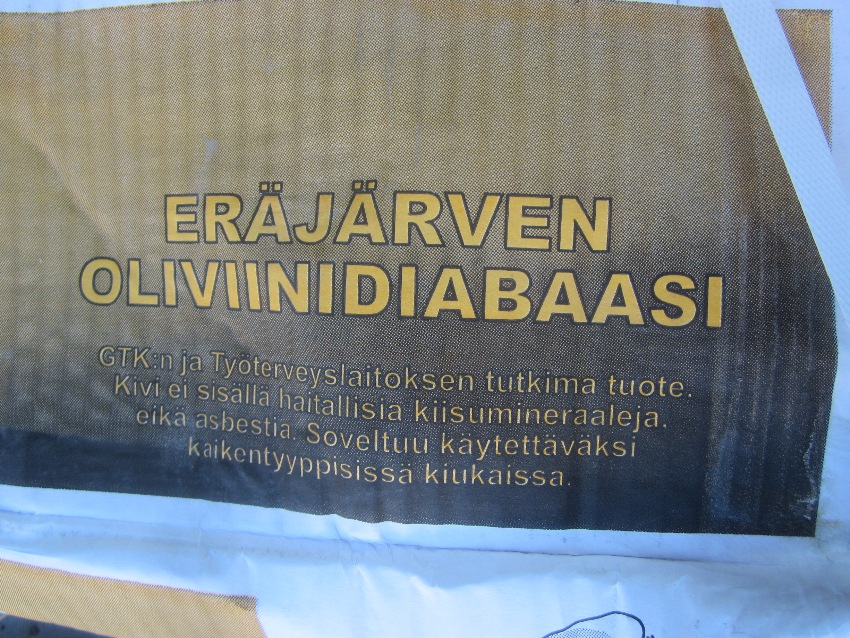 ERÄJÄRVEN
OLIVIINIDIABAASI
GTK:n ja Työterveyslaitoksen tutkima tuote.
Kivi ei sisällä haitallisia kiisumineraaleja,
eikä asbestia. Soveltuu käytettäväksi
kaikentyyppisissä kiukaissa.